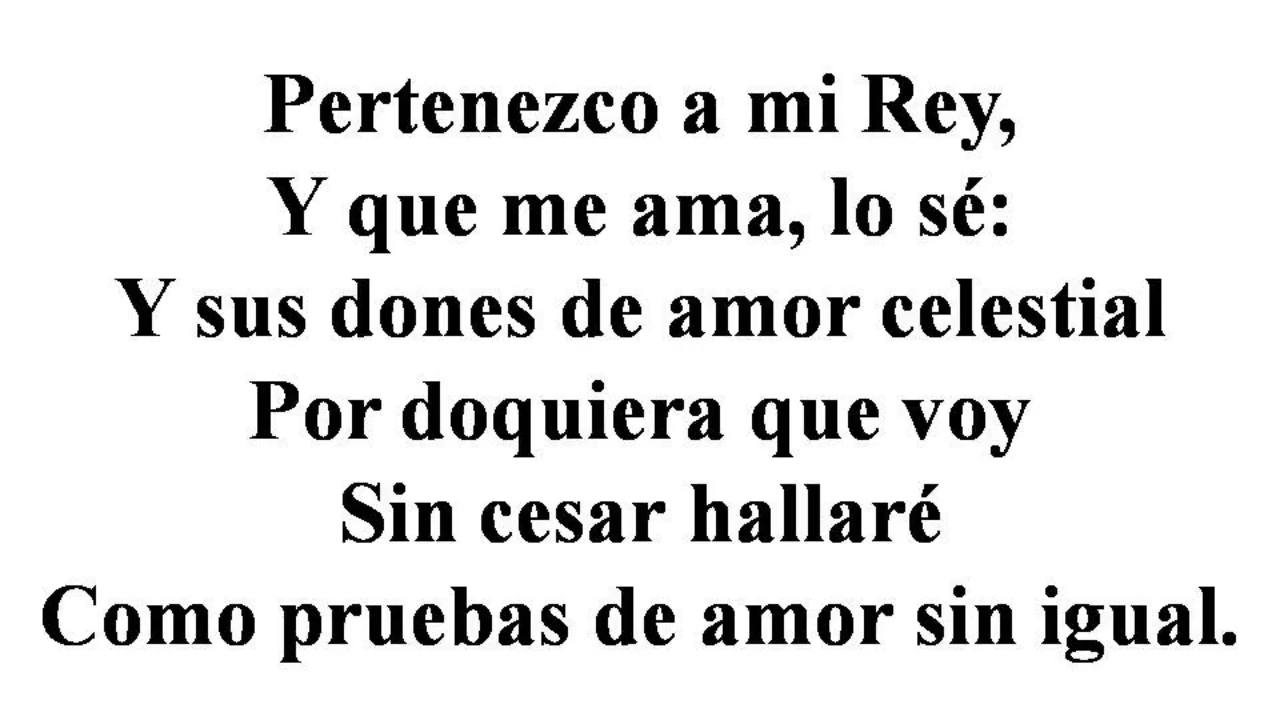 Pertenezco a mi Rey,
Y que me ama, lo sé:
Y sus dones de amor celestial
Por doquiera que voy
Sin cesar hallaré
Como pruebas de amor sin igual.